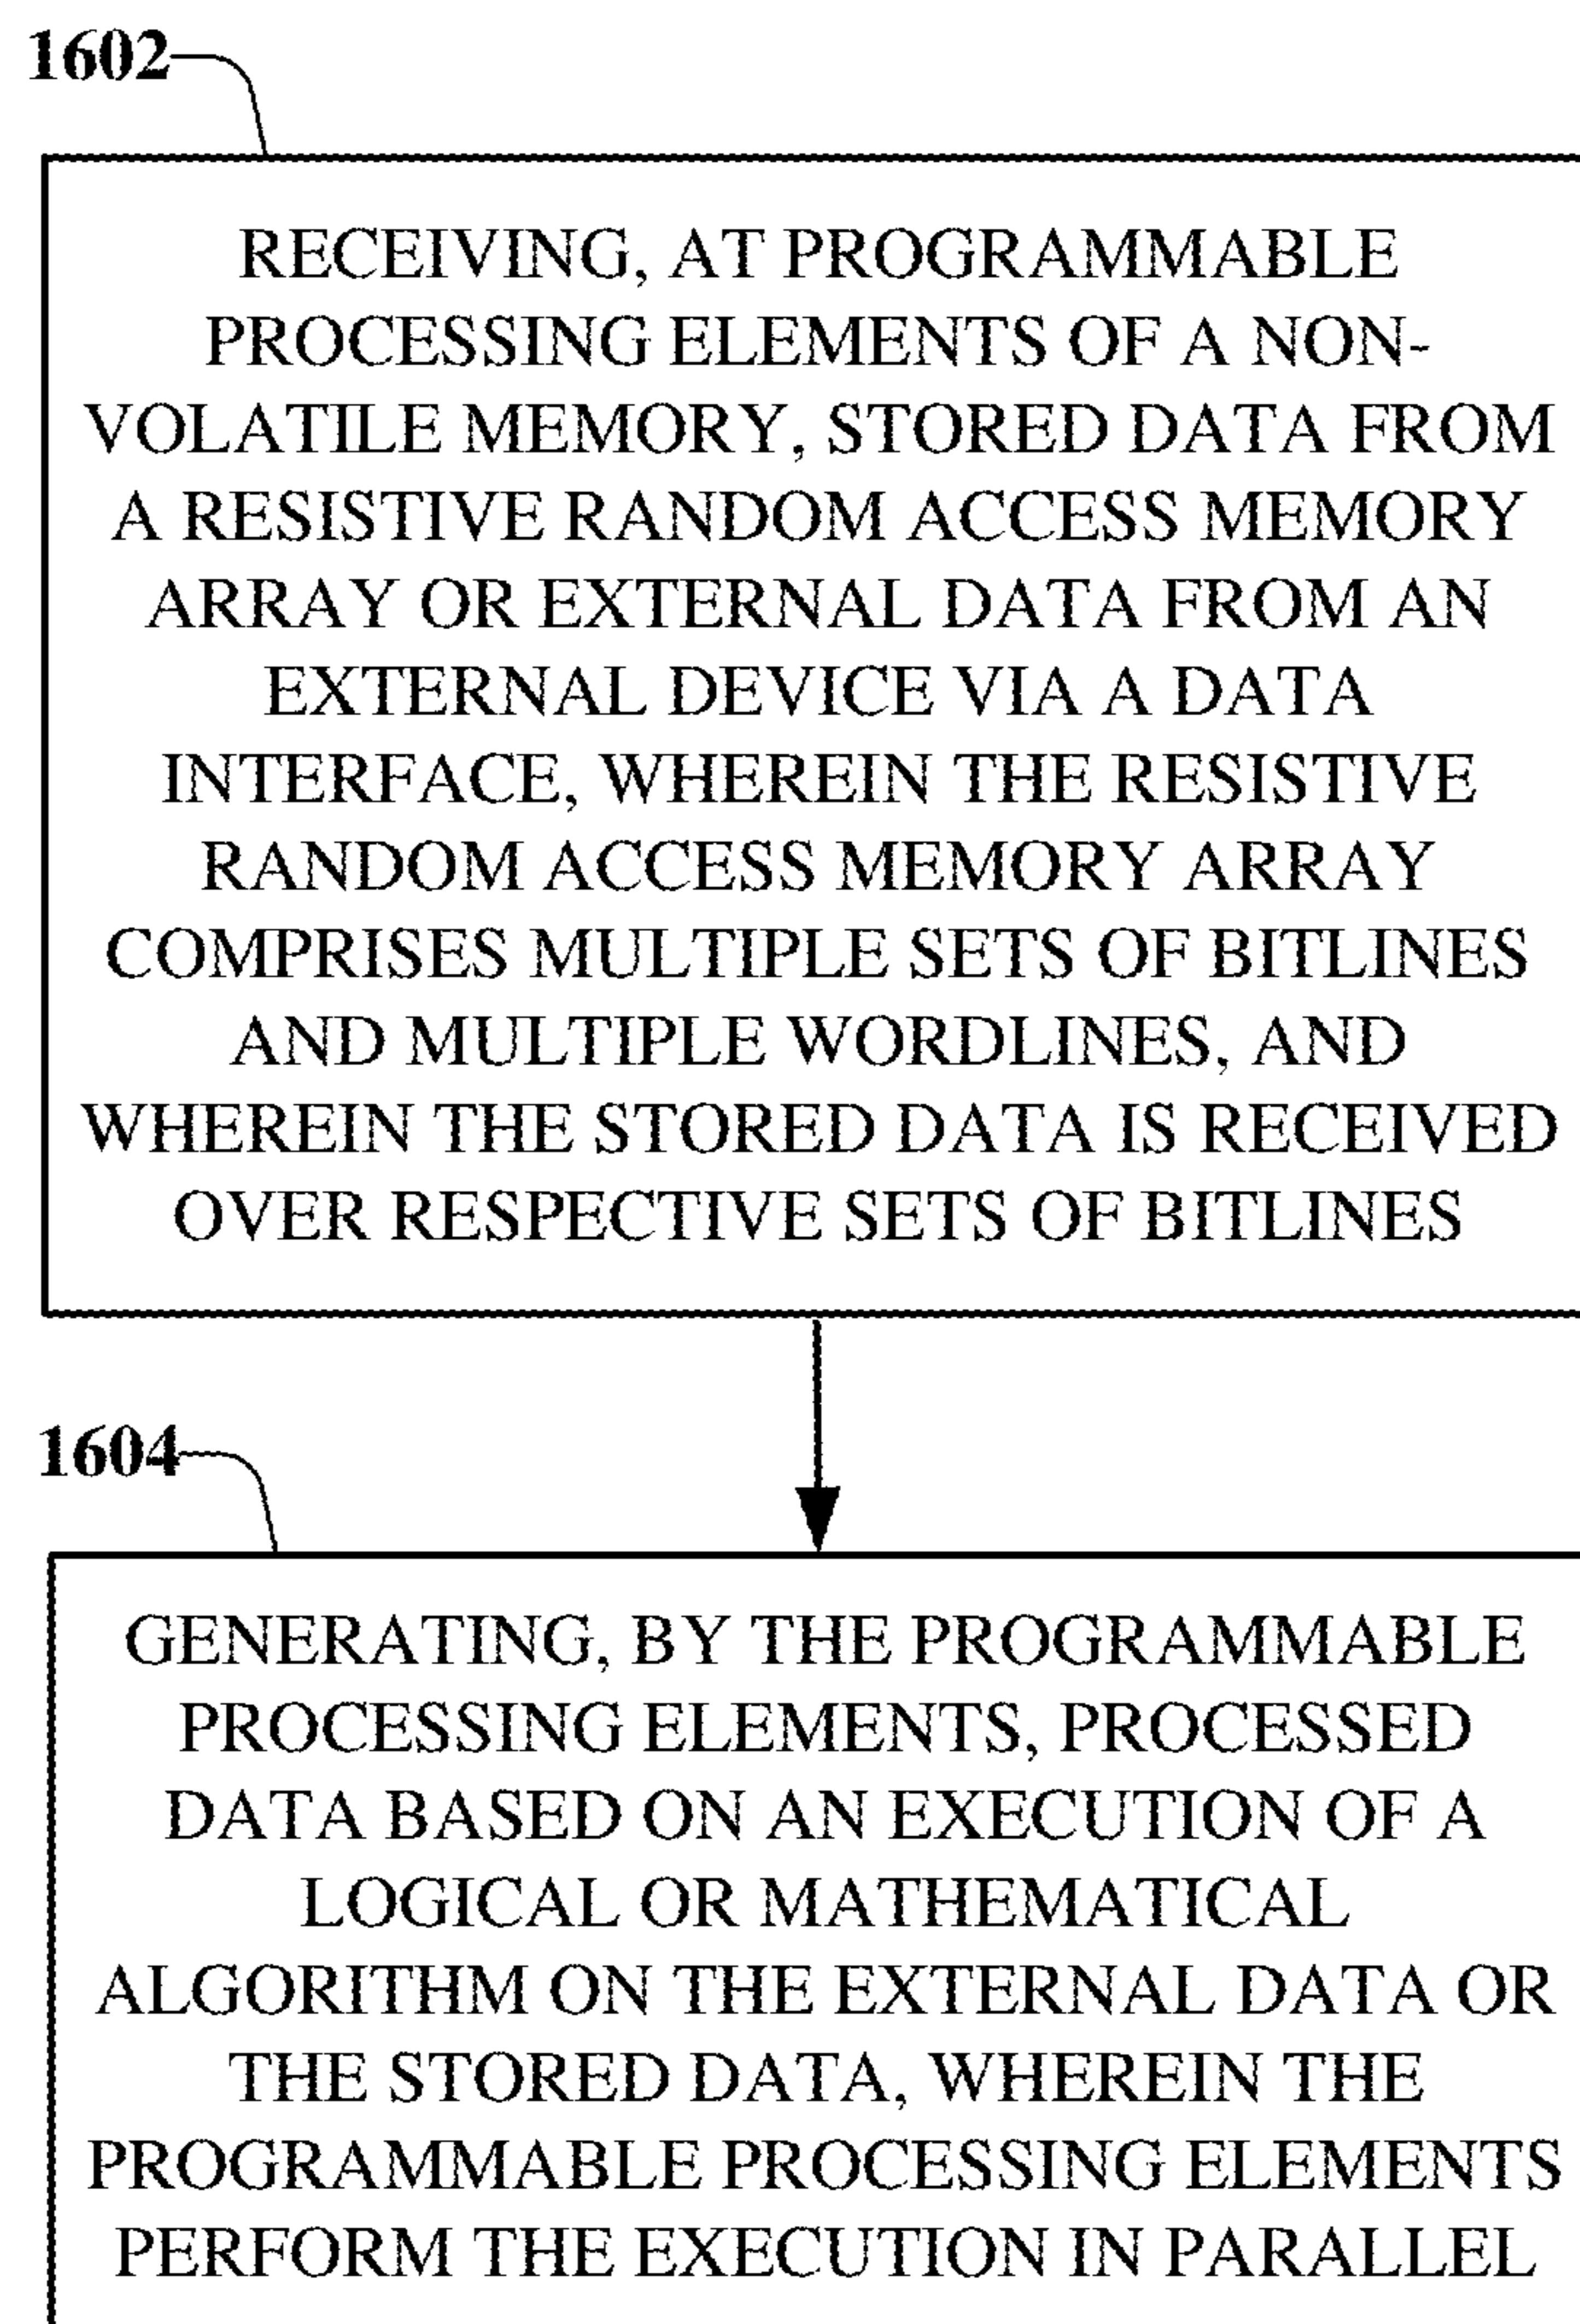 1602
RECEIVING, AT PROGRAMMABLE
PROCESSING ELEMENTS OF A NON-
VOLATILE MEMORY, STORED DATA FROM
A RESISTIVE RANDOM ACCESS MEMORY
ARRAY OR EXTERNAL DATA FROM AN
EXTERNAL DEVICE VIA A DATA
INTERFACE, WHEREIN THE RESISTIVE
RANDOM ACCESS MEMORY ARRAY
COMPRISES MULTIPLE SETS OF BITLINES
AND MULTIPLE WORDLINES, AND
WHEREIN THE STORED DATA IS RECEIVED
OVER RESPECTIVE SETS OF BITLINES
1604
GENERATING, BY THE PROGRAMMABLE
PROCESSING ELEMENTS, PROCESSED
DATA BASED ON AN EXECUTION OF A
LOGICAL OR MATHEMATICAL
ALGORITHM ON THE EXTERNAL DATA OR
THE STORED DATA, WHEREIN THE
PROGRAMMABLE PROCESSING ELEMENTS
PERFORM THE EXECUTION IN PARALLEL